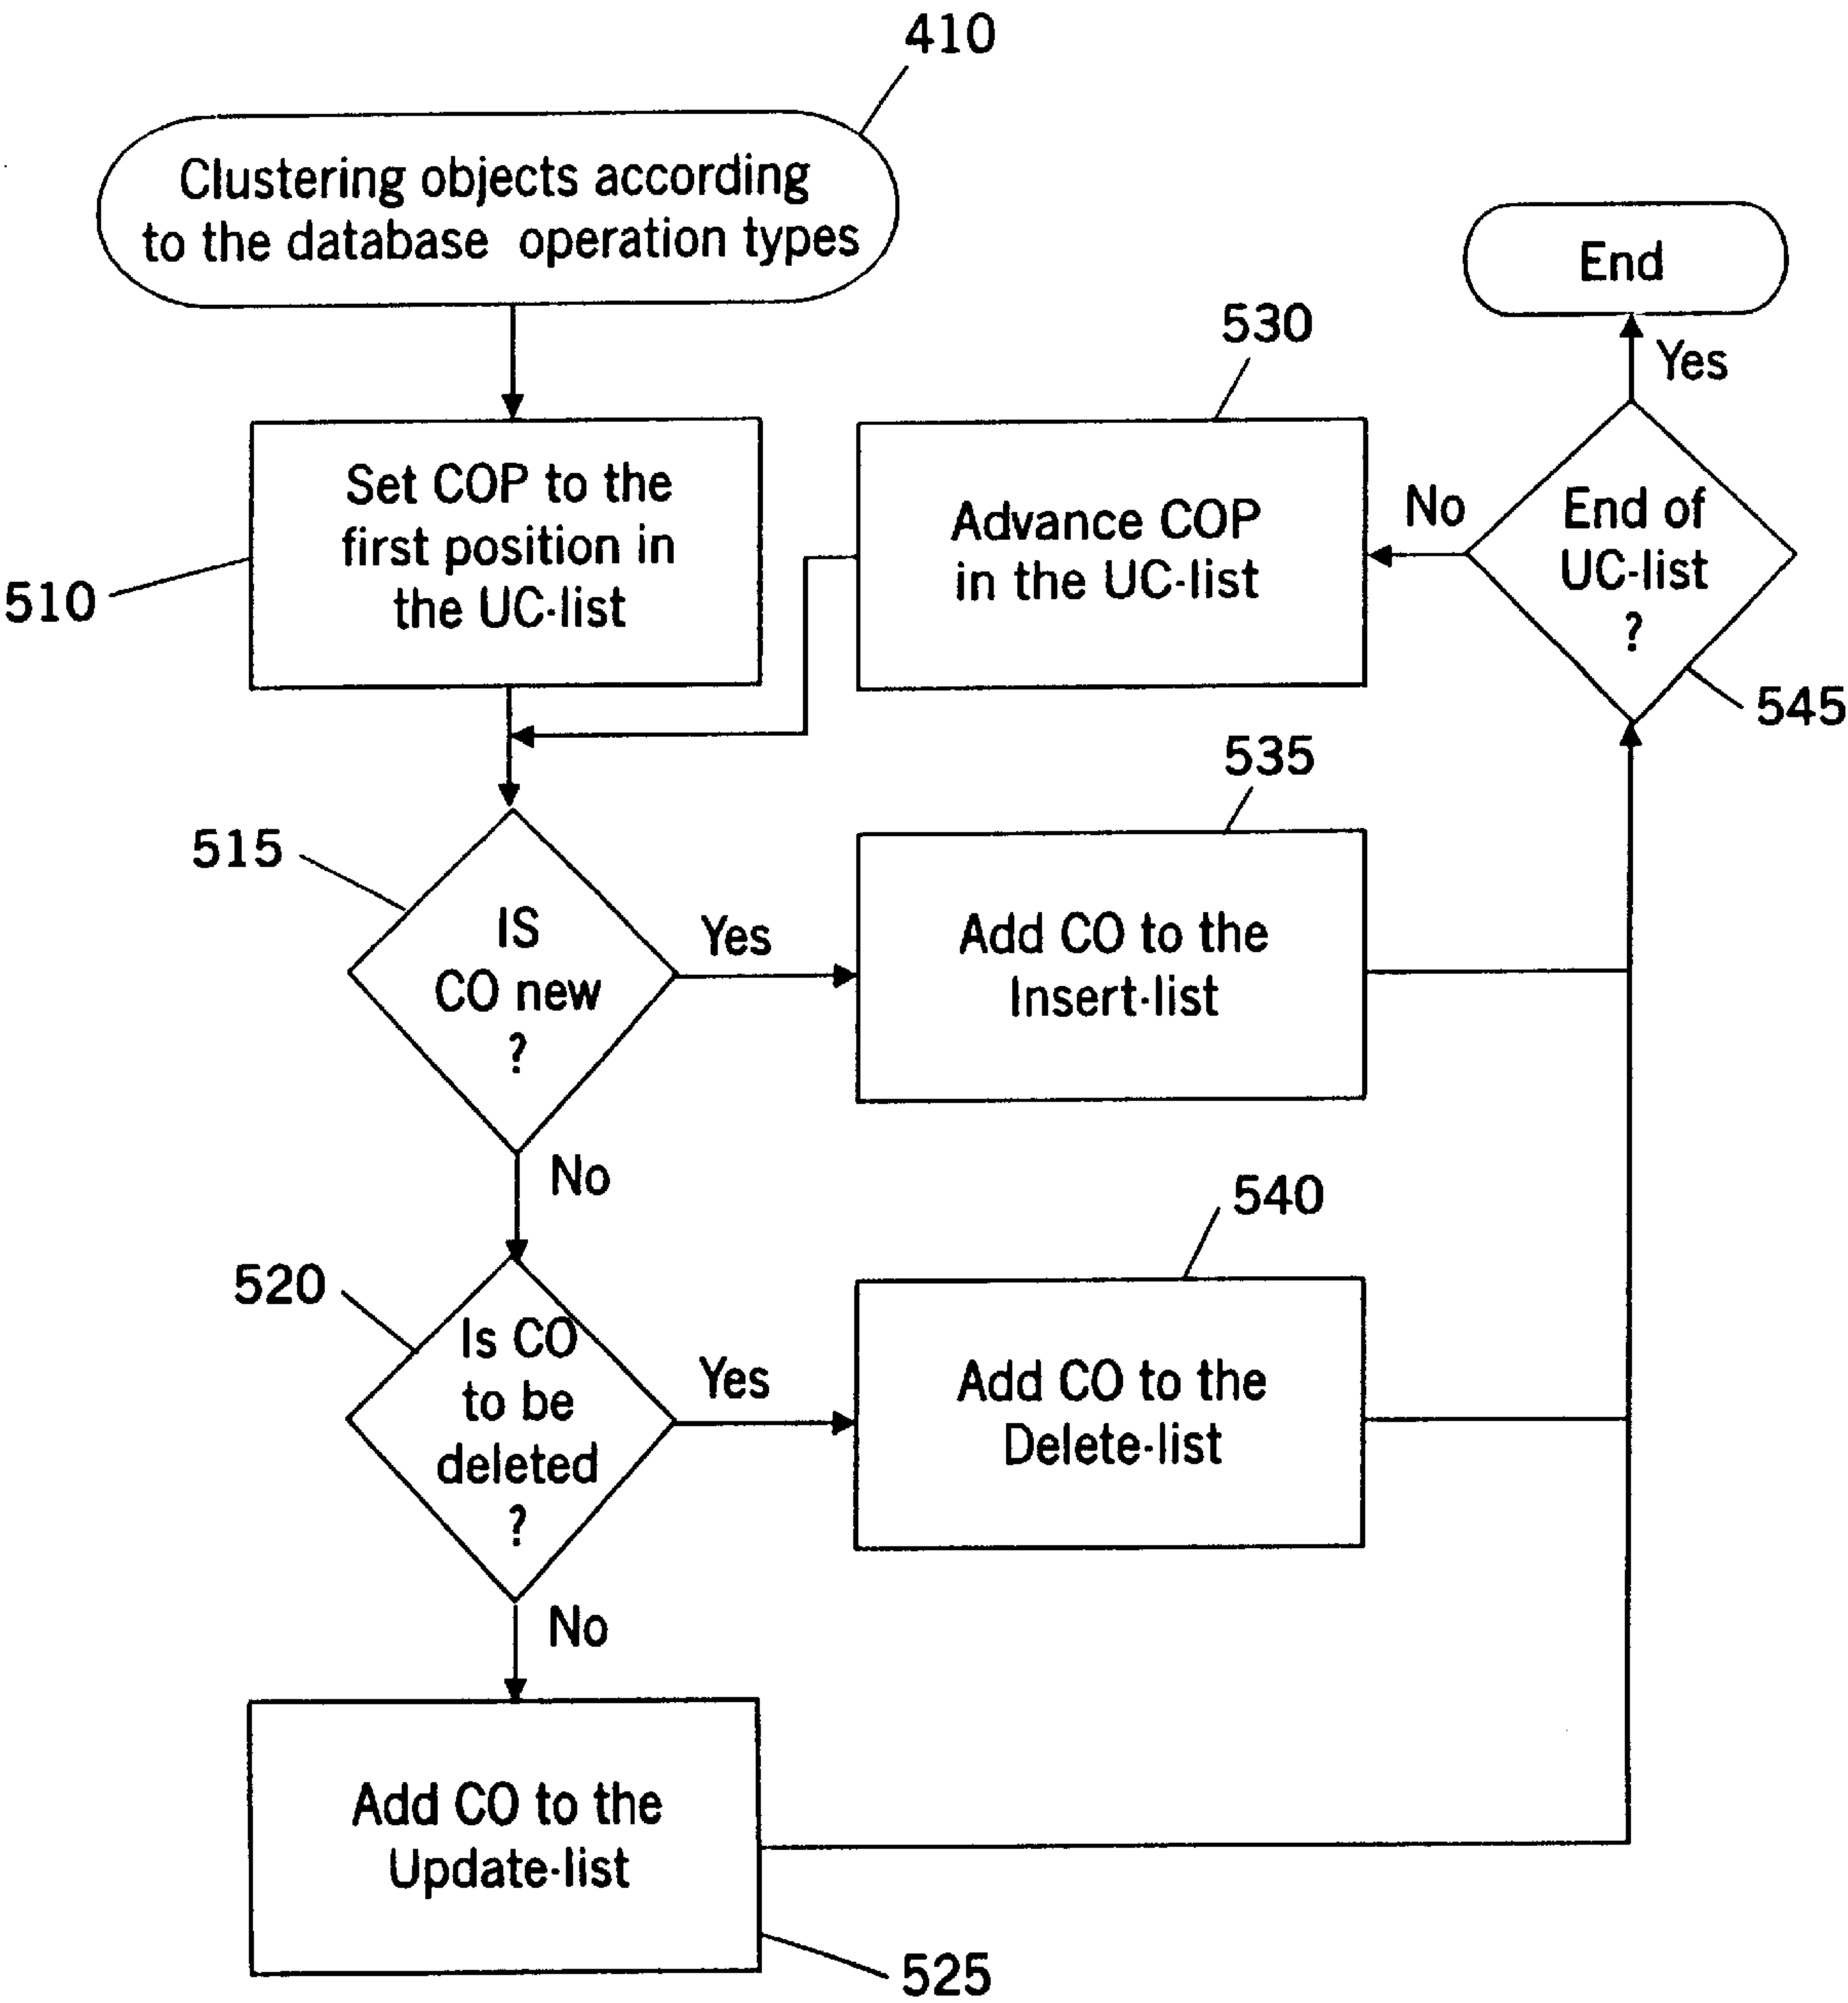 410
Clustering objects according
to the database operation types
End
530
Yes
Set COP to the
first position in
the UC-list
510
Advance COP
in the UC-list
No
End of
UC-list
?
545
535
515
IS
CO new
?
Yes
Add CO to the
Insert-list
No
540
520
Is CO
to be
deleted
?
Yes
Add CO to the
Delete-list
No
Add CO to the
Update-list
525